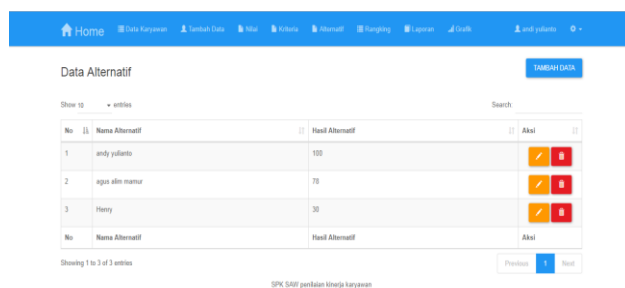 Home Data Karyawan Tambah Data Nilai Kriteria Alternatif Rangking Laporan Grafik andi yulianto
Data Alternatif TAMBAH DATA
Show 10 entries Search:
No Nama Alternatif Hasil Alternatif Aksi
1 andy yulianto 100
2 agus alim mamur 70
3 Henry 30
No Nama Alternatif Hasil Alternatif Aksi
Showing 1 to 3 of 3 entries Previous 1 Next
SPK SAW penilaian kinerja karyawan